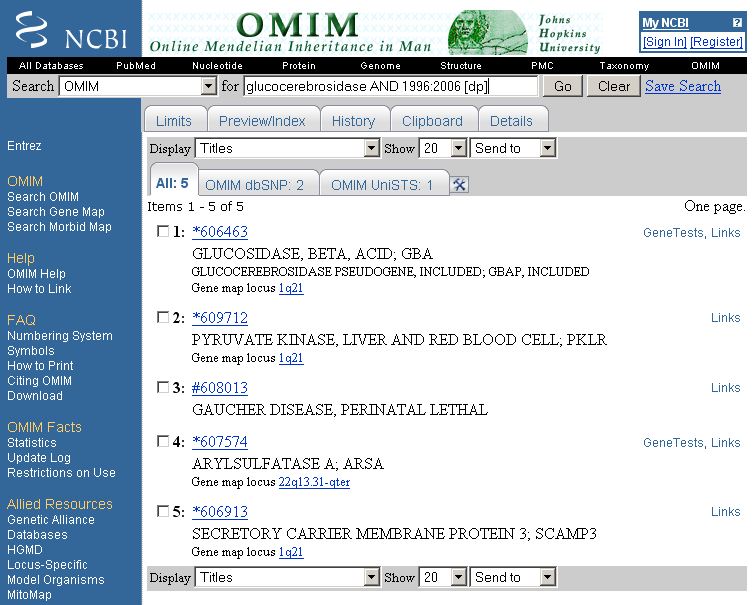 NCBI
OMIM
Online Mendelian Inheritance in Man
Johns
Hopkins
University
My NCBI ?
[Sign In] [Register]
All Databases PubMed Nucleotide Protein Genome Structure PMC Taxonomy OMIM
Search OMIM for glucocerebrosidase AND 1996:2006 [dp] Go Clear Save Search
Limits Preview/Index History Clipboard Details
Display Titles Show 20 Send to
All: 5 OMIM dbSNP: 2 OMIM UniSTS: 1
Items 1 - 5 of 5 One page.
1: *606463 GeneTests, Links
GLUCOSIDASE, BETA, ACID; GBA
GLUCOCEREBROSIDASE PSEUDOGENE, INCLUDED; GBAP, INCLUDED
Gene map locus 1q21
2: *609712 Links
PYRUVATE KINASE, LIVER AND RED BLOOD CELL; PKLR
Gene map locus 1q21
3: #608013 Links
GAUCHER DISEASE, PERINATAL LETHAL
4: *607574 GeneTests, Links
ARYLSULFATASE A; ARSA
Gene map locus 22q13.31-qter
5: *606913 Links
SECRETORY CARRIER MEMBRANE PROTEIN 3; SCAMP3
Gene map locus 1q21
Display Titles Show 20 Send to
Entrez
OMIM
Search OMIM
Search Gene Map
Search Morbid Map
Help
OMIM Help
How to Link
FAQ
Numbering System
Symbols
How to Print
Citing OMIM
Download
OMIM Facts
Statistics
Update Log
Restrictions on Use
Allied Resources
Genetic Alliance
Databases
HGMD
Locus-Specific
Model Organisms
MitoMap